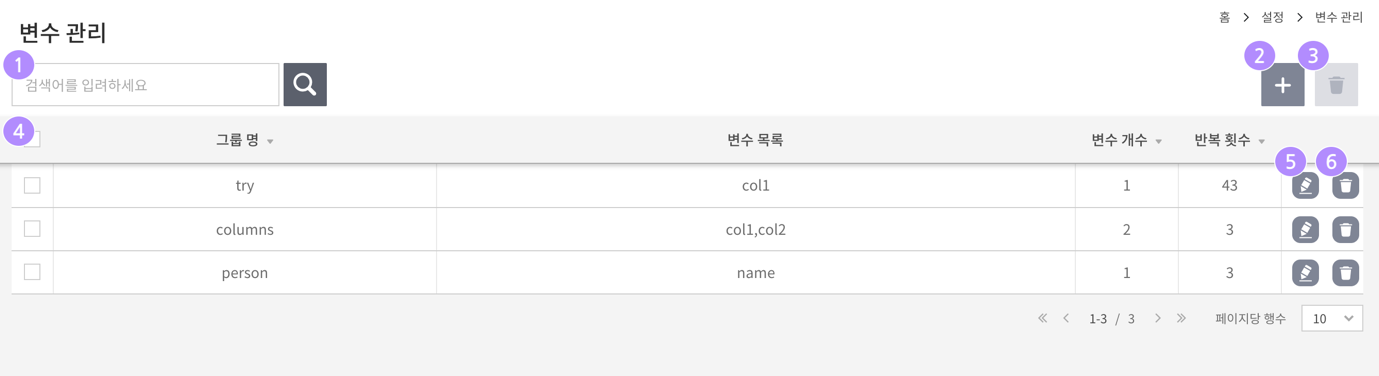 홈 > 설정 > 변수 관리
변수 관리
1 검색어를 입력하세요 2 + 3
4 그룹 명 변수 목록 변수 개수 반복 횟수
5 6
try col1 1 43
columns col1,col2 2 3
person name 1 3
« < 1-3 / 3 > » 페이지당 행수 10